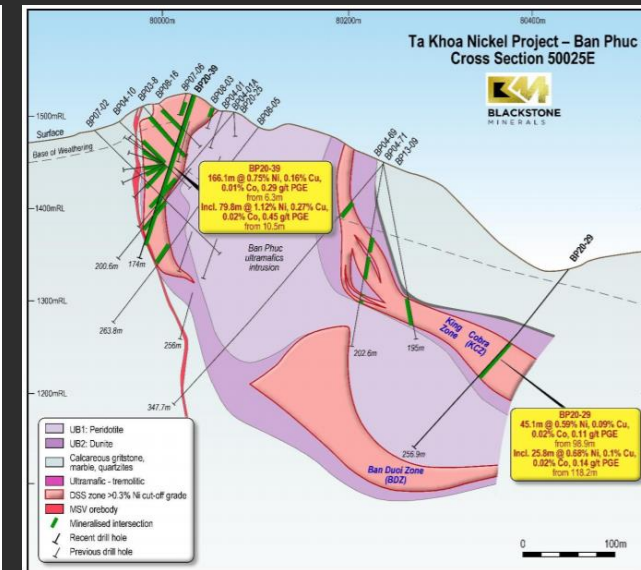 80000m
80200m
80400m
Ta Khoa Nickel Project – Ban Phuc
Cross Section 50025E
BM
BLACKSTONE
MINERALS
BP07-02
BP04-10
BP03-8
BP08-16
BP07-06
BP20-39
BP08-03
BP04-01
BP04-01A
BP20-25
BP08-05
BP04-69
BP04-71
BP13-09
BP20-29
1500mRL
Surface
Base of Weathering
1400mRL
1300mRL
1200mRL
BP20-39
166.1m @ 0.75% Ni, 0.16% Cu,
0.01% Co, 0.29 g/t PGE
from 6.3m
Incl. 79.8m @ 1.12% Ni, 0.27% Cu,
0.02% Co, 0.45 g/t PGE
from 10.5m
Ban Phuc
ultramafics
intrusion
200.6m
174m
263.8m
256m
347.7m
202.6m
195m
256.9m
King
Cobra
Zone
(KCZ)
Ban Duoi Zone
(BDZ)
BP20-29
45.1m @ 0.59% Ni, 0.09% Cu,
0.02% Co, 0.11 g/t PGE
from 98.9m
Incl. 25.8m @ 0.68% Ni, 0.1% Cu,
0.02% Co, 0.14 g/t PGE
from 118.2m
UB1: Peridotite
UB2: Dunite
Calcareous gritstone,
marble, quartzites
Ultramafic - tremolitic
DSS zone >0.3% Ni cut-off grade
MSV orebody
Mineralised intersection
Recent drill hole
Previous drill hole
0
100m